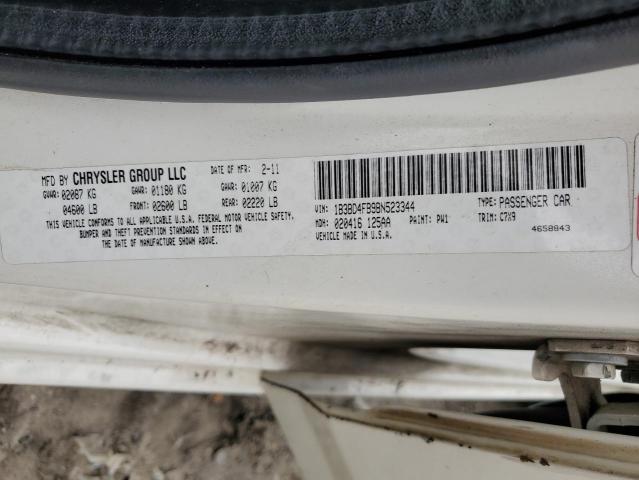 MFD BY CHRYSLER GROUP LLC DATE OF MFR: 2-11
GVWR: 02087 KG GAWR: 01180 KG GAWR: 01007 KG
04600 LB FRONT: 02600 LB REAR: 02220 LB
THIS VEHICLE CONFORMS TO ALL APPLICABLE U.S.A. FEDERAL MOTOR VEHICLE SAFETY,
BUMPER AND THEFT PREVENTION STANDARDS IN EFFECT ON
THE DATE OF MANUFACTURE SHOWN ABOVE.
VIN: 1B3BD4FB9BN523344 TYPE: PASSENGER CAR
MDH: 020416 125AA PAINT: PW1 TRIM: C7X9
VEHICLE MADE IN U.S.A. 4658843